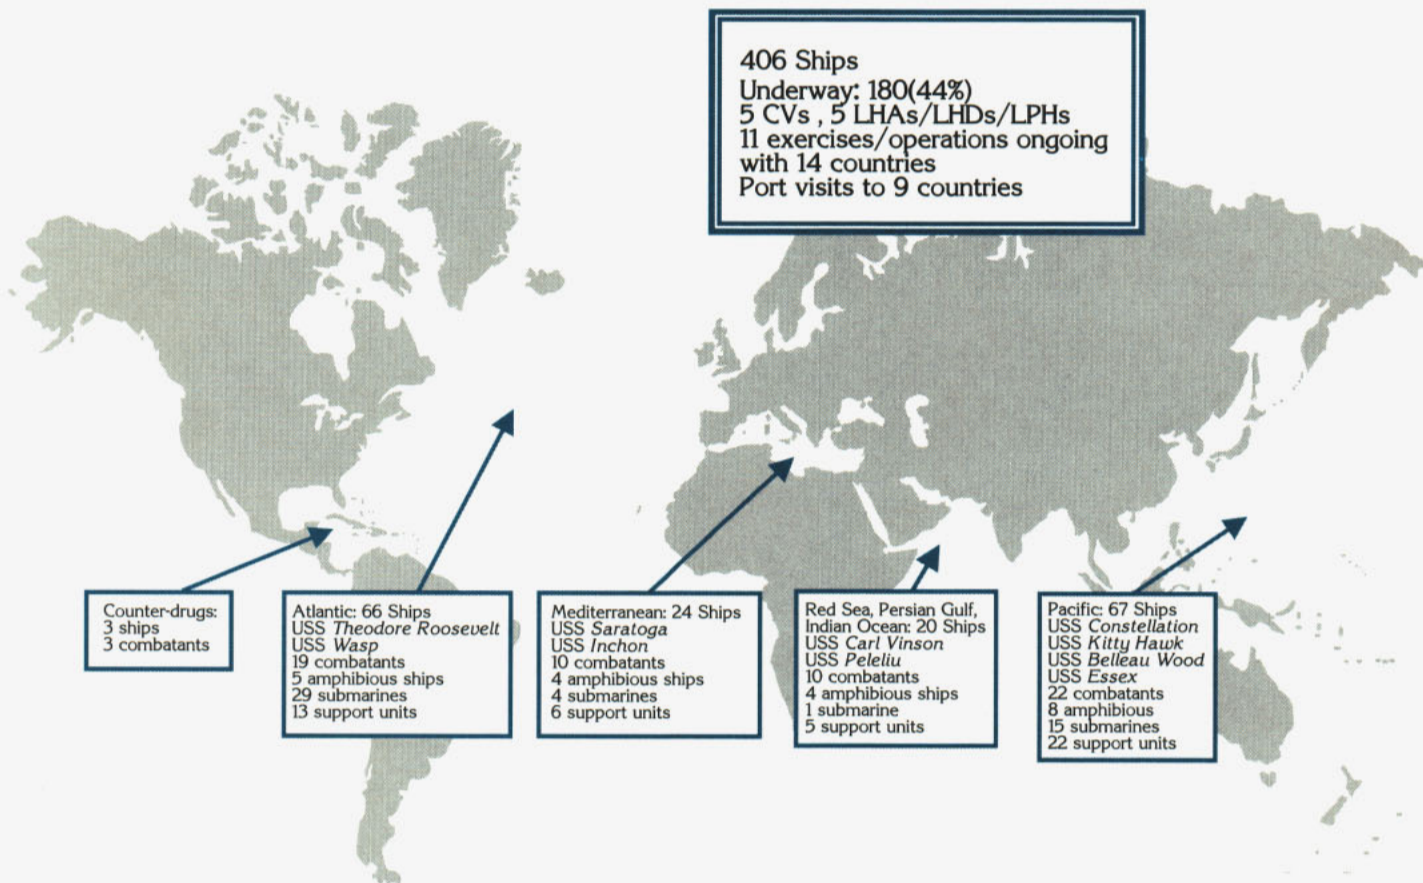 406 Ships
Underway: 180(44%)
5 CVs , 5 LHAs/LHDs/LPHs
11 exercises/operations ongoing
with 14 countries
Port visits to 9 countries
Counter-drugs:
3 ships
3 combatants
Atlantic: 66 Ships
USS Theodore Roosevelt
USS Wasp
19 combatants
5 amphibious ships
29 submarines
13 support units
Mediterranean: 24 Ships
USS Saratoga
USS Inchon
10 combatants
4 amphibious ships
4 submarines
6 support units
Red Sea, Persian Gulf,
Indian Ocean: 20 Ships
USS Carl Vinson
USS Peleliu
10 combatants
4 amphibious ships
1 submarine
5 support units
Pacific: 67 Ships
USS Constellation
USS Kitty Hawk
USS Belleau Wood
USS Essex
22 combatants
8 amphibious
15 submarines
22 support units